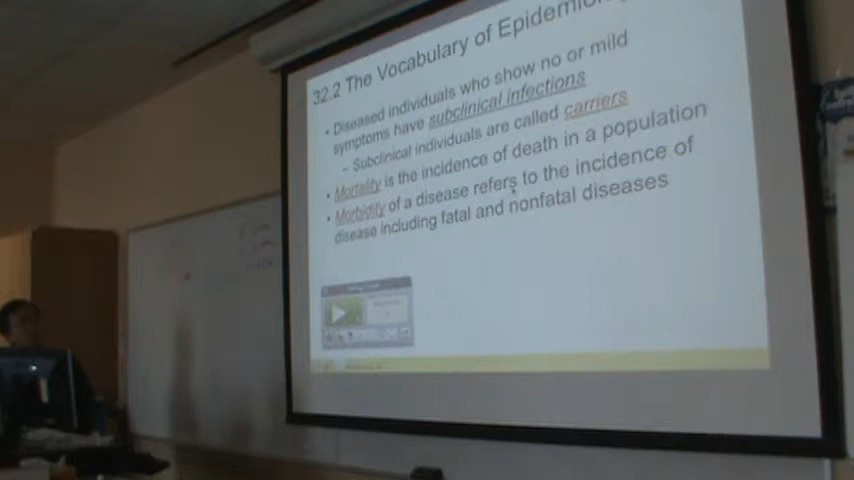 32.2 The Vocabulary of Epidemiol
• Diseased individuals who show no or mild
symptoms have subclinical infections
– Subclinical individuals are called carriers
• Mortality is the incidence of death in a population
• Morbidity of a disease refers to the incidence of
disease including fatal and nonfatal diseases